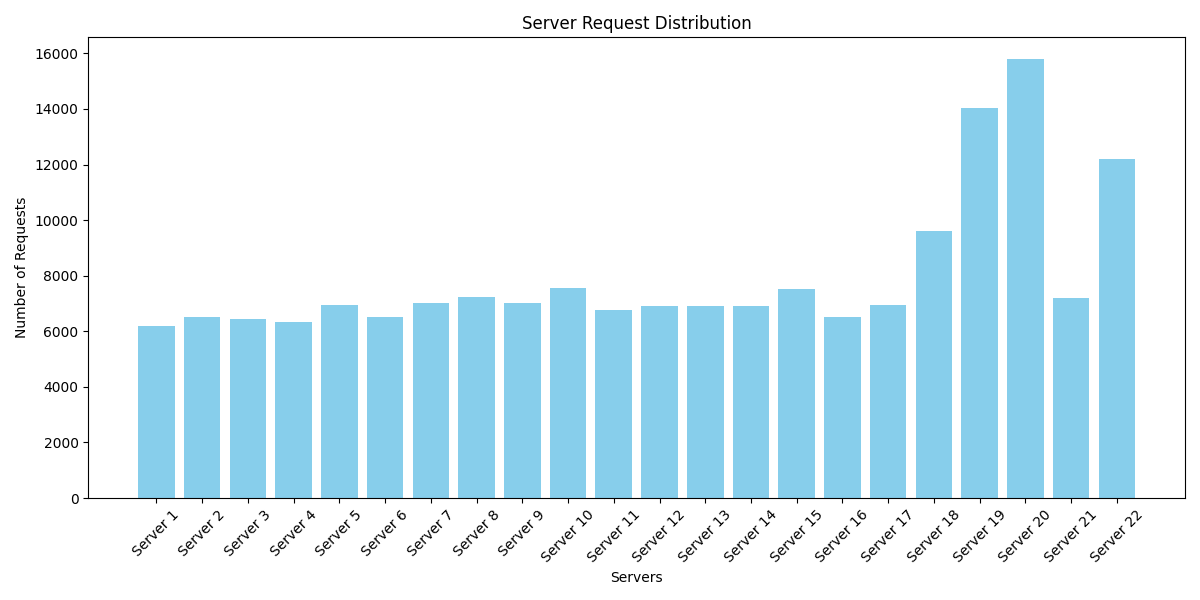 Server Request Distribution
Number of Requests
16000
14000
12000
10000
8000
6000
4000
2000
0
Server 1
Server 2
Server 3
Server 4
Server 5
Server 6
Server 7
Server 8
Server 9
Server 10
Server 11
Server 12
Server 13
Server 14
Server 15
Server 16
Server 17
Server 18
Server 19
Server 20
Server 21
Server 22
Servers